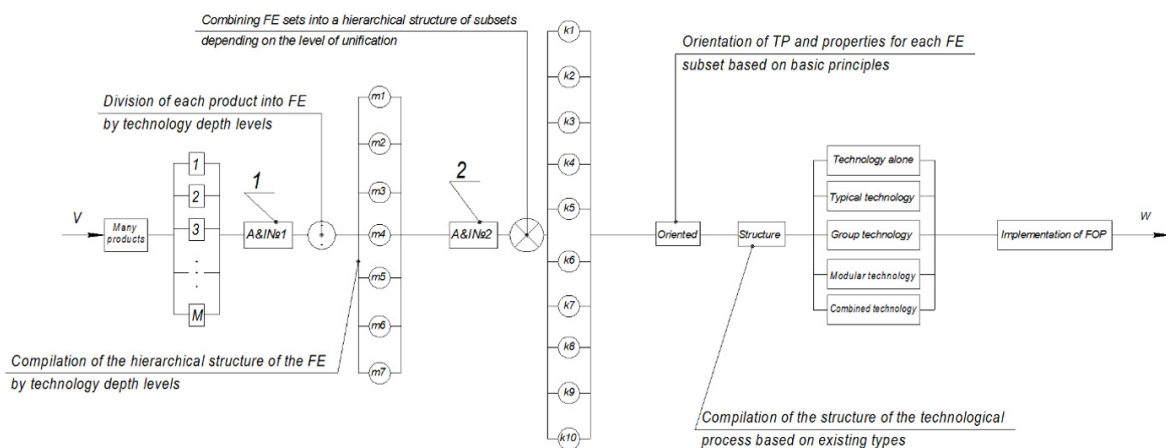 Combining FE sets into a hierarchical structure of subsets
depending on the level of unification
k1
Orientation of TP and properties for each FE
subset based on basic principles
k2
Division of each product into FE
by technology depth levels
m1
k3
m2
1
2
k4
Technology alone
1
2
m3
k5
Typical technology
V
Many
products
3
A&I№1
:
m4
A&I№2
Oriented
Structure
Group technology
Implementation of FOP
W
k6
m5
Modular technology
k7
M
m6
Combined technology
k8
Compilation of the hierarchical structure of the FE
by technology depth levels
m7
k9
Compilation of the structure of the technological
process based on existing types
k10